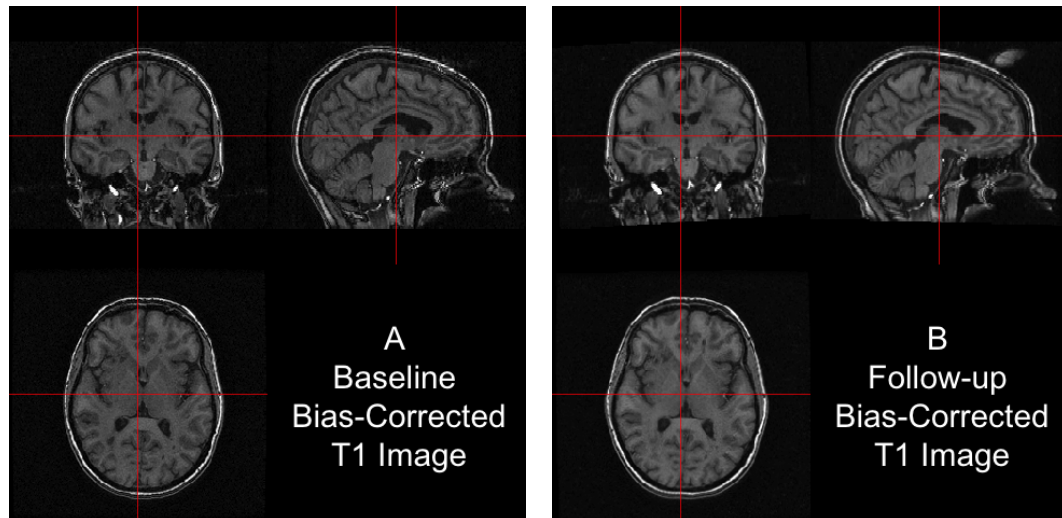 A
Baseline
Bias-Corrected
T1 Image
B
Follow-up
Bias-Corrected
T1 Image